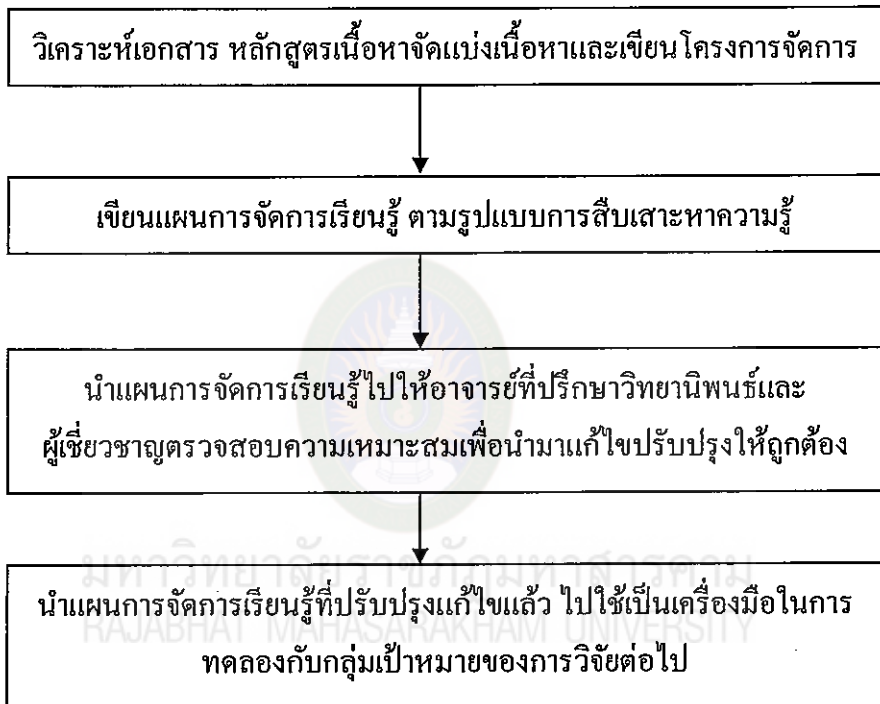 วิเคราะห์เอกสาร หลักสูตรเนื้อหาจัดแบ่งเนื้อหาและเขียนโครงการจัดการ
เขียนแผนการจัดการเรียนรู้ ตามรูปแบบการสืบเสาะหาความรู้
นำแผนการจัดการเรียนรู้ไปให้อาจารย์ที่ปรึกษาวิทยานิพนธ์และ
ผู้เชี่ยวชาญตรวจสอบความเหมาะสมเพื่อนำมาแก้ไขปรับปรุงให้ถูกต้อง
มหาวิทยาลัยราชภัฏมหาสารคาม
นำแผนการจัดการเรียนรู้ที่ปรับปรุงแก้ไขแล้ว ไปใช้เป็นเครื่องมือในการ
RAJABHAT MAHASARAKHAM UNIVERSITY
ทดลองกับกลุ่มเป้าหมายของการวิจัยต่อไป